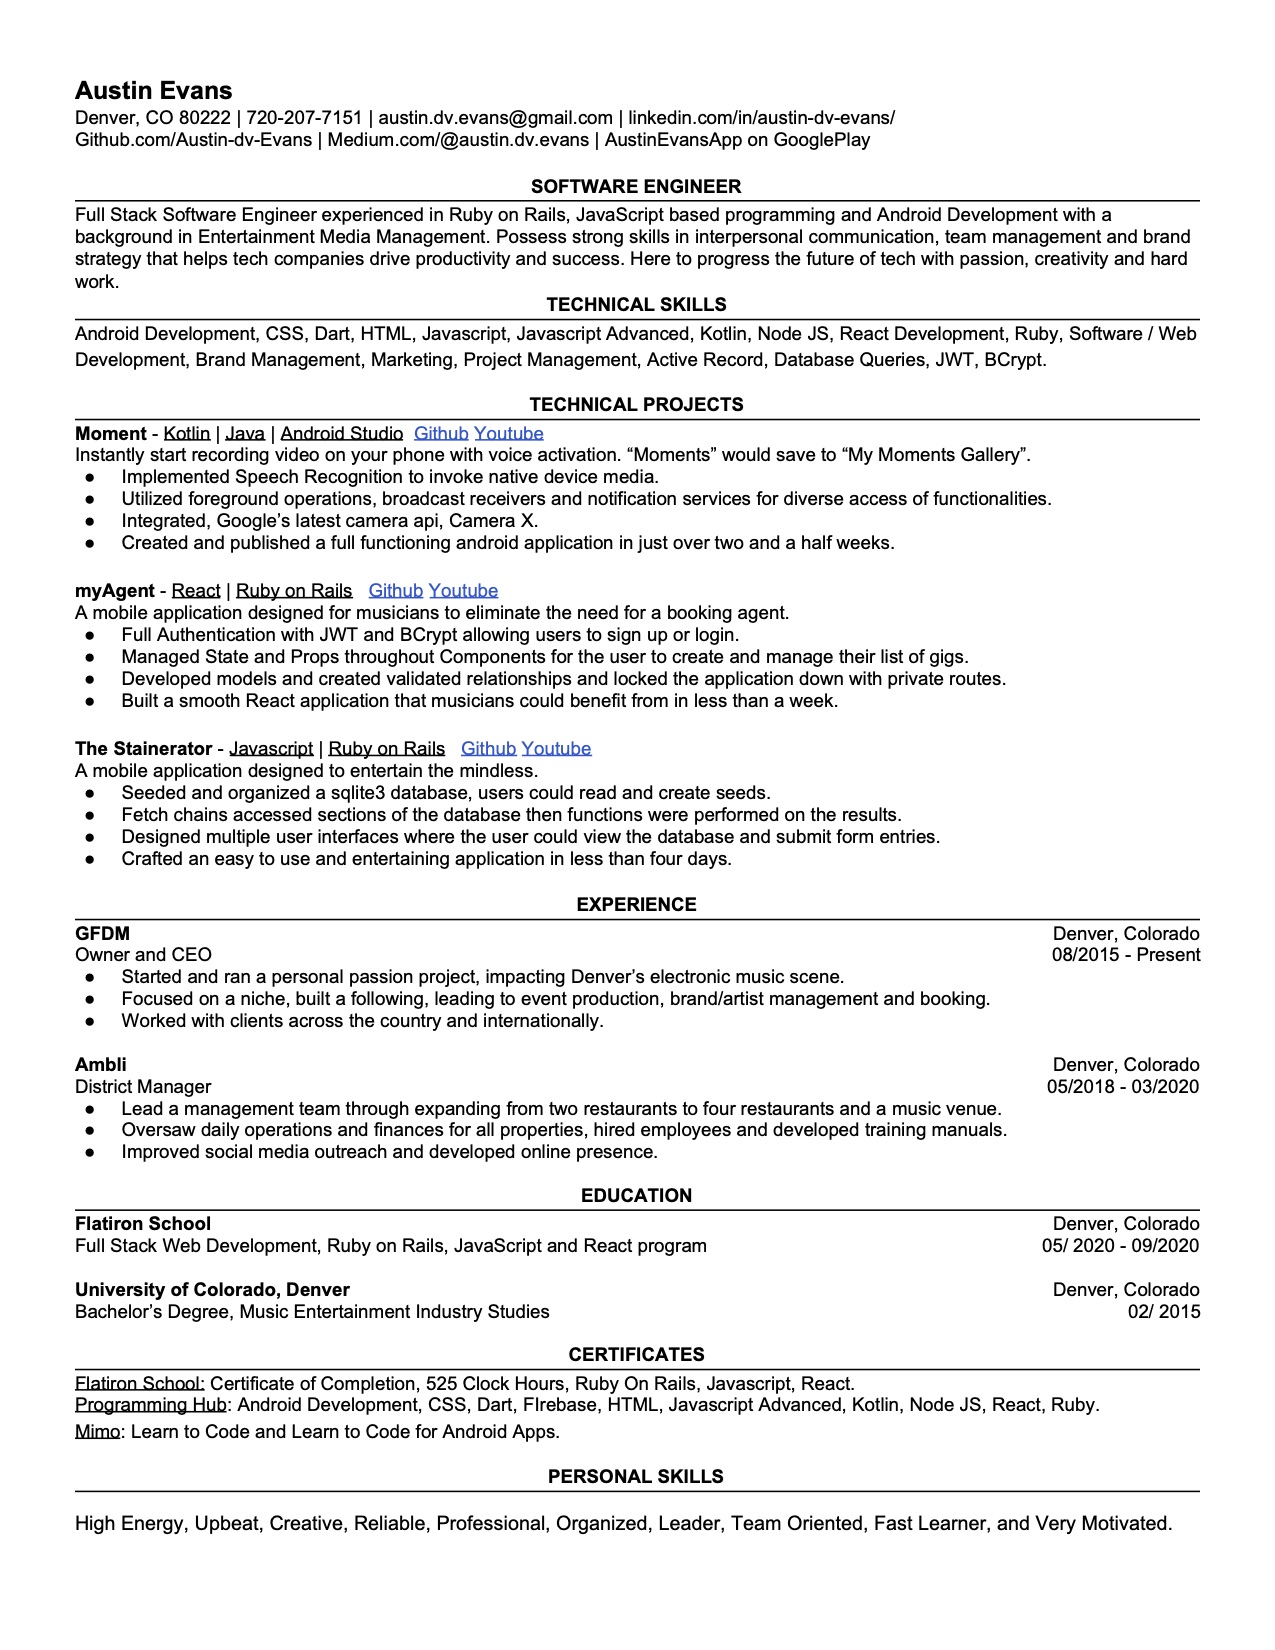 Austin Evans
Denver, CO 80222 | 720-207-7151 | austin.dv.evans@gmail.com | linkedin.com/in/austin-dv-evans/
Github.com/Austin-dv-Evans | Medium.com/@austin.dv.evans | AustinEvansApp on GooglePlay
SOFTWARE ENGINEER
Full Stack Software Engineer experienced in Ruby on Rails, JavaScript based programming and Android Development with a
background in Entertainment Media Management. Possess strong skills in interpersonal communication, team management and brand
strategy that helps tech companies drive productivity and success. Here to progress the future of tech with passion, creativity and hard
work.
TECHNICAL SKILLS
Android Development, CSS, Dart, HTML, Javascript, Javascript Advanced, Kotlin, Node JS, React Development, Ruby, Software / Web
Development, Brand Management, Marketing, Project Management, Active Record, Database Queries, JWT, BCrypt.
TECHNICAL PROJECTS
Moment - Kotlin | Java | Android Studio Github Youtube
Instantly start recording video on your phone with voice activation. “Moments” would save to “My Moments Gallery”.
● Implemented Speech Recognition to invoke native device media.
● Utilized foreground operations, broadcast receivers and notification services for diverse access of functionalities.
● Integrated, Google’s latest camera api, Camera X.
● Created and published a full functioning android application in just over two and a half weeks.
myAgent - React | Ruby on Rails Github Youtube
A mobile application designed for musicians to eliminate the need for a booking agent.
● Full Authentication with JWT and BCrypt allowing users to sign up or login.
● Managed State and Props throughout Components for the user to create and manage their list of gigs.
● Developed models and created validated relationships and locked the application down with private routes.
● Built a smooth React application that musicians could benefit from in less than a week.
The Stainerator - Javascript | Ruby on Rails Github Youtube
A mobile application designed to entertain the mindless.
● Seeded and organized a sqlite3 database, users could read and create seeds.
● Fetch chains accessed sections of the database then functions were performed on the results.
● Designed multiple user interfaces where the user could view the database and submit form entries.
● Crafted an easy to use and entertaining application in less than four days.
EXPERIENCE
GFDM Denver, Colorado
Owner and CEO 08/2015 - Present
● Started and ran a personal passion project, impacting Denver’s electronic music scene.
● Focused on a niche, built a following, leading to event production, brand/artist management and booking.
● Worked with clients across the country and internationally.
Ambli Denver, Colorado
District Manager 05/2018 - 03/2020
● Lead a management team through expanding from two restaurants to four restaurants and a music venue.
● Oversaw daily operations and finances for all properties, hired employees and developed training manuals.
● Improved social media outreach and developed online presence.
EDUCATION
Flatiron School Denver, Colorado
Full Stack Web Development, Ruby on Rails, JavaScript and React program 05/ 2020 - 09/2020
University of Colorado, Denver Denver, Colorado
Bachelor’s Degree, Music Entertainment Industry Studies 02/ 2015
CERTIFICATES
Flatiron School: Certificate of Completion, 525 Clock Hours, Ruby On Rails, Javascript, React.
Programming Hub: Android Development, CSS, Dart, FIrebase, HTML, Javascript Advanced, Kotlin, Node JS, React, Ruby.
Mimo: Learn to Code and Learn to Code for Android Apps.
PERSONAL SKILLS
High Energy, Upbeat, Creative, Reliable, Professional, Organized, Leader, Team Oriented, Fast Learner, and Very Motivated.